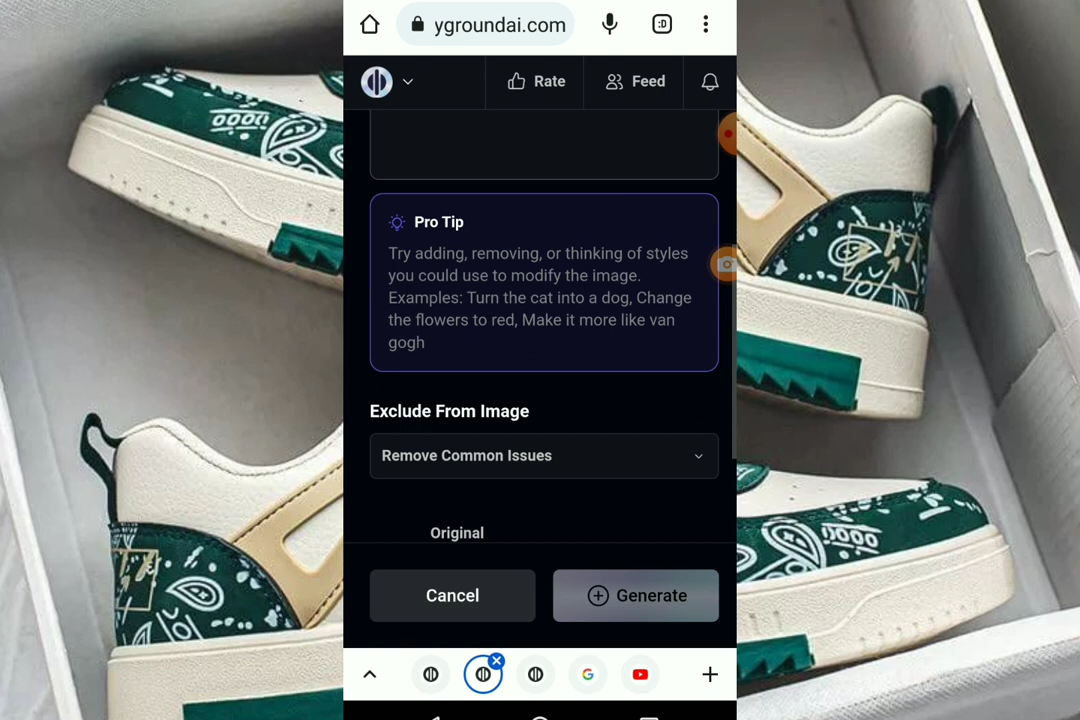 ygroundai.com
:D
Rate
Feed
Pro Tip
Try adding, removing, or thinking of styles
you could use to modify the image.
Examples: Turn the cat into a dog, Change
the flowers to red, Make it more like van
gogh
Exclude From Image
Remove Common Issues
Original
Cancel
Generate